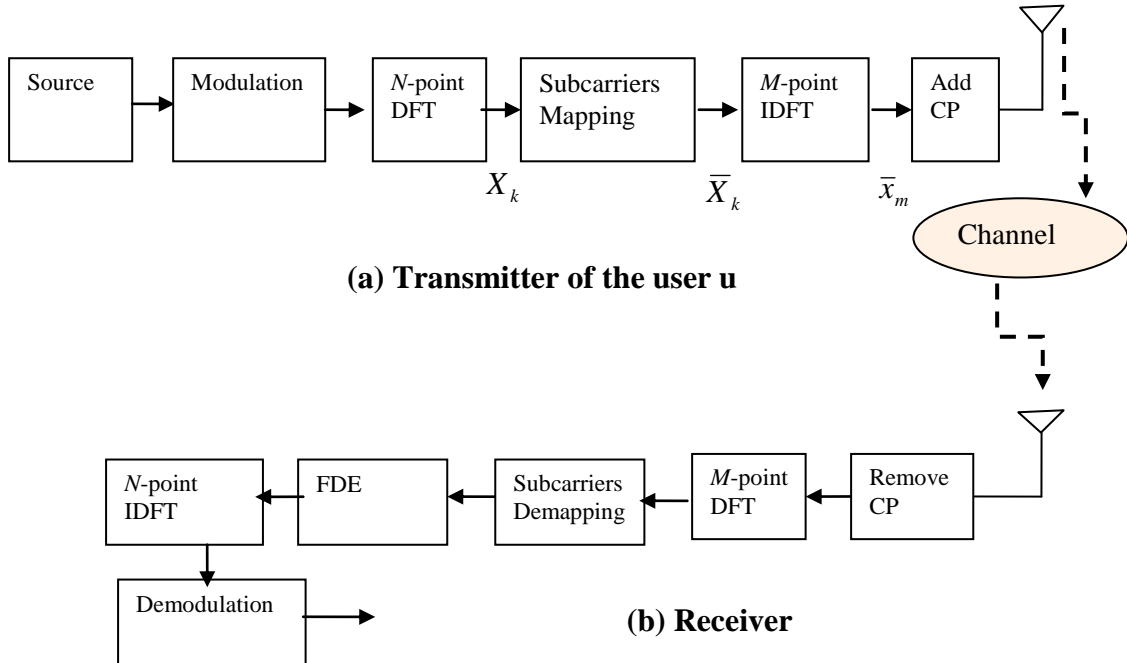 Source
Modulation
N-point
DFT
Subcarriers
Mapping
M-point
IDFT
Add
CP
X_k
X̅_k
x̅_m
Channel
(a) Transmitter of the user u
N-point
IDFT
FDE
Subcarriers
Demapping
M-point
DFT
Remove
CP
Demodulation
(b) Receiver